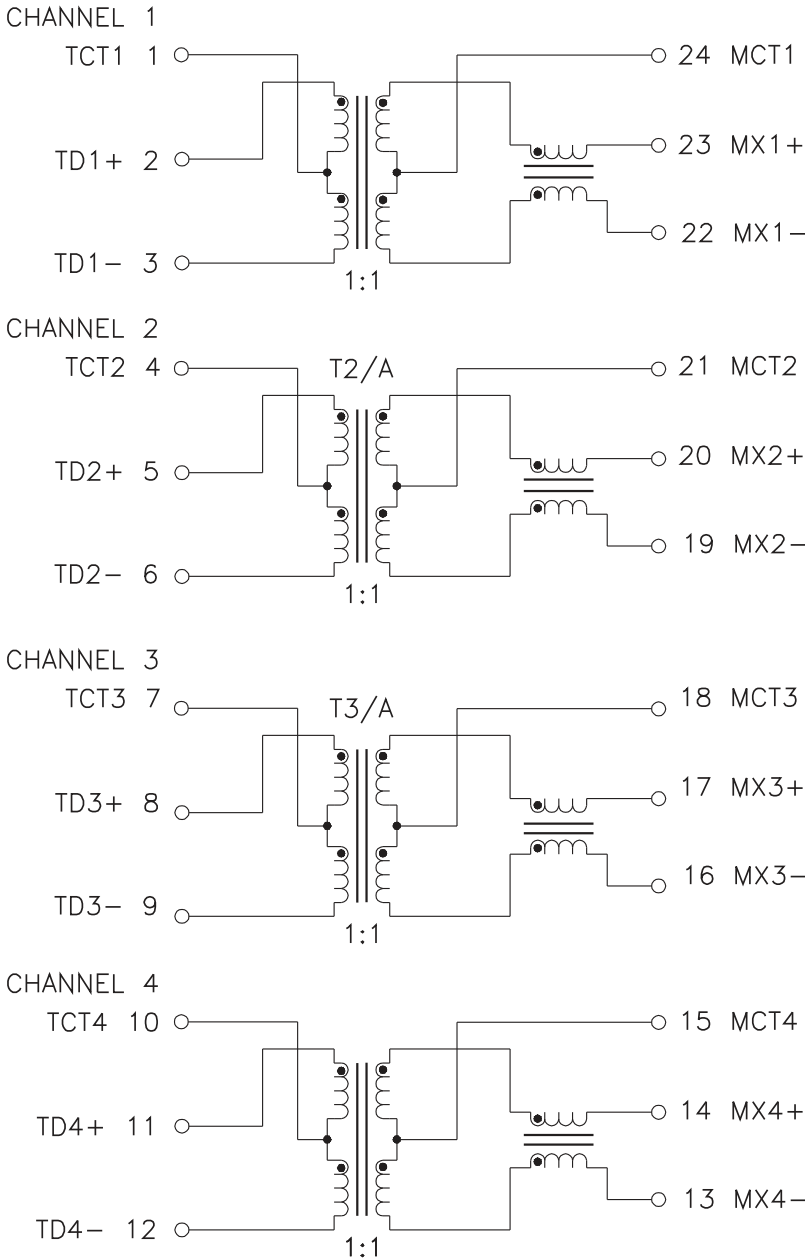 CHANNEL 1
TCT1 1
24 MCT1
TD1+ 2
23 MX1+
22 MX1−
TD1− 3
1:1
CHANNEL 2
TCT2 4
T2/A
21 MCT2
TD2+ 5
20 MX2+
19 MX2−
TD2− 6
1:1
CHANNEL 3
TCT3 7
T3/A
18 MCT3
TD3+ 8
17 MX3+
16 MX3−
TD3− 9
1:1
CHANNEL 4
TCT4 10
15 MCT4
TD4+ 11
14 MX4+
13 MX4−
TD4− 12
1:1